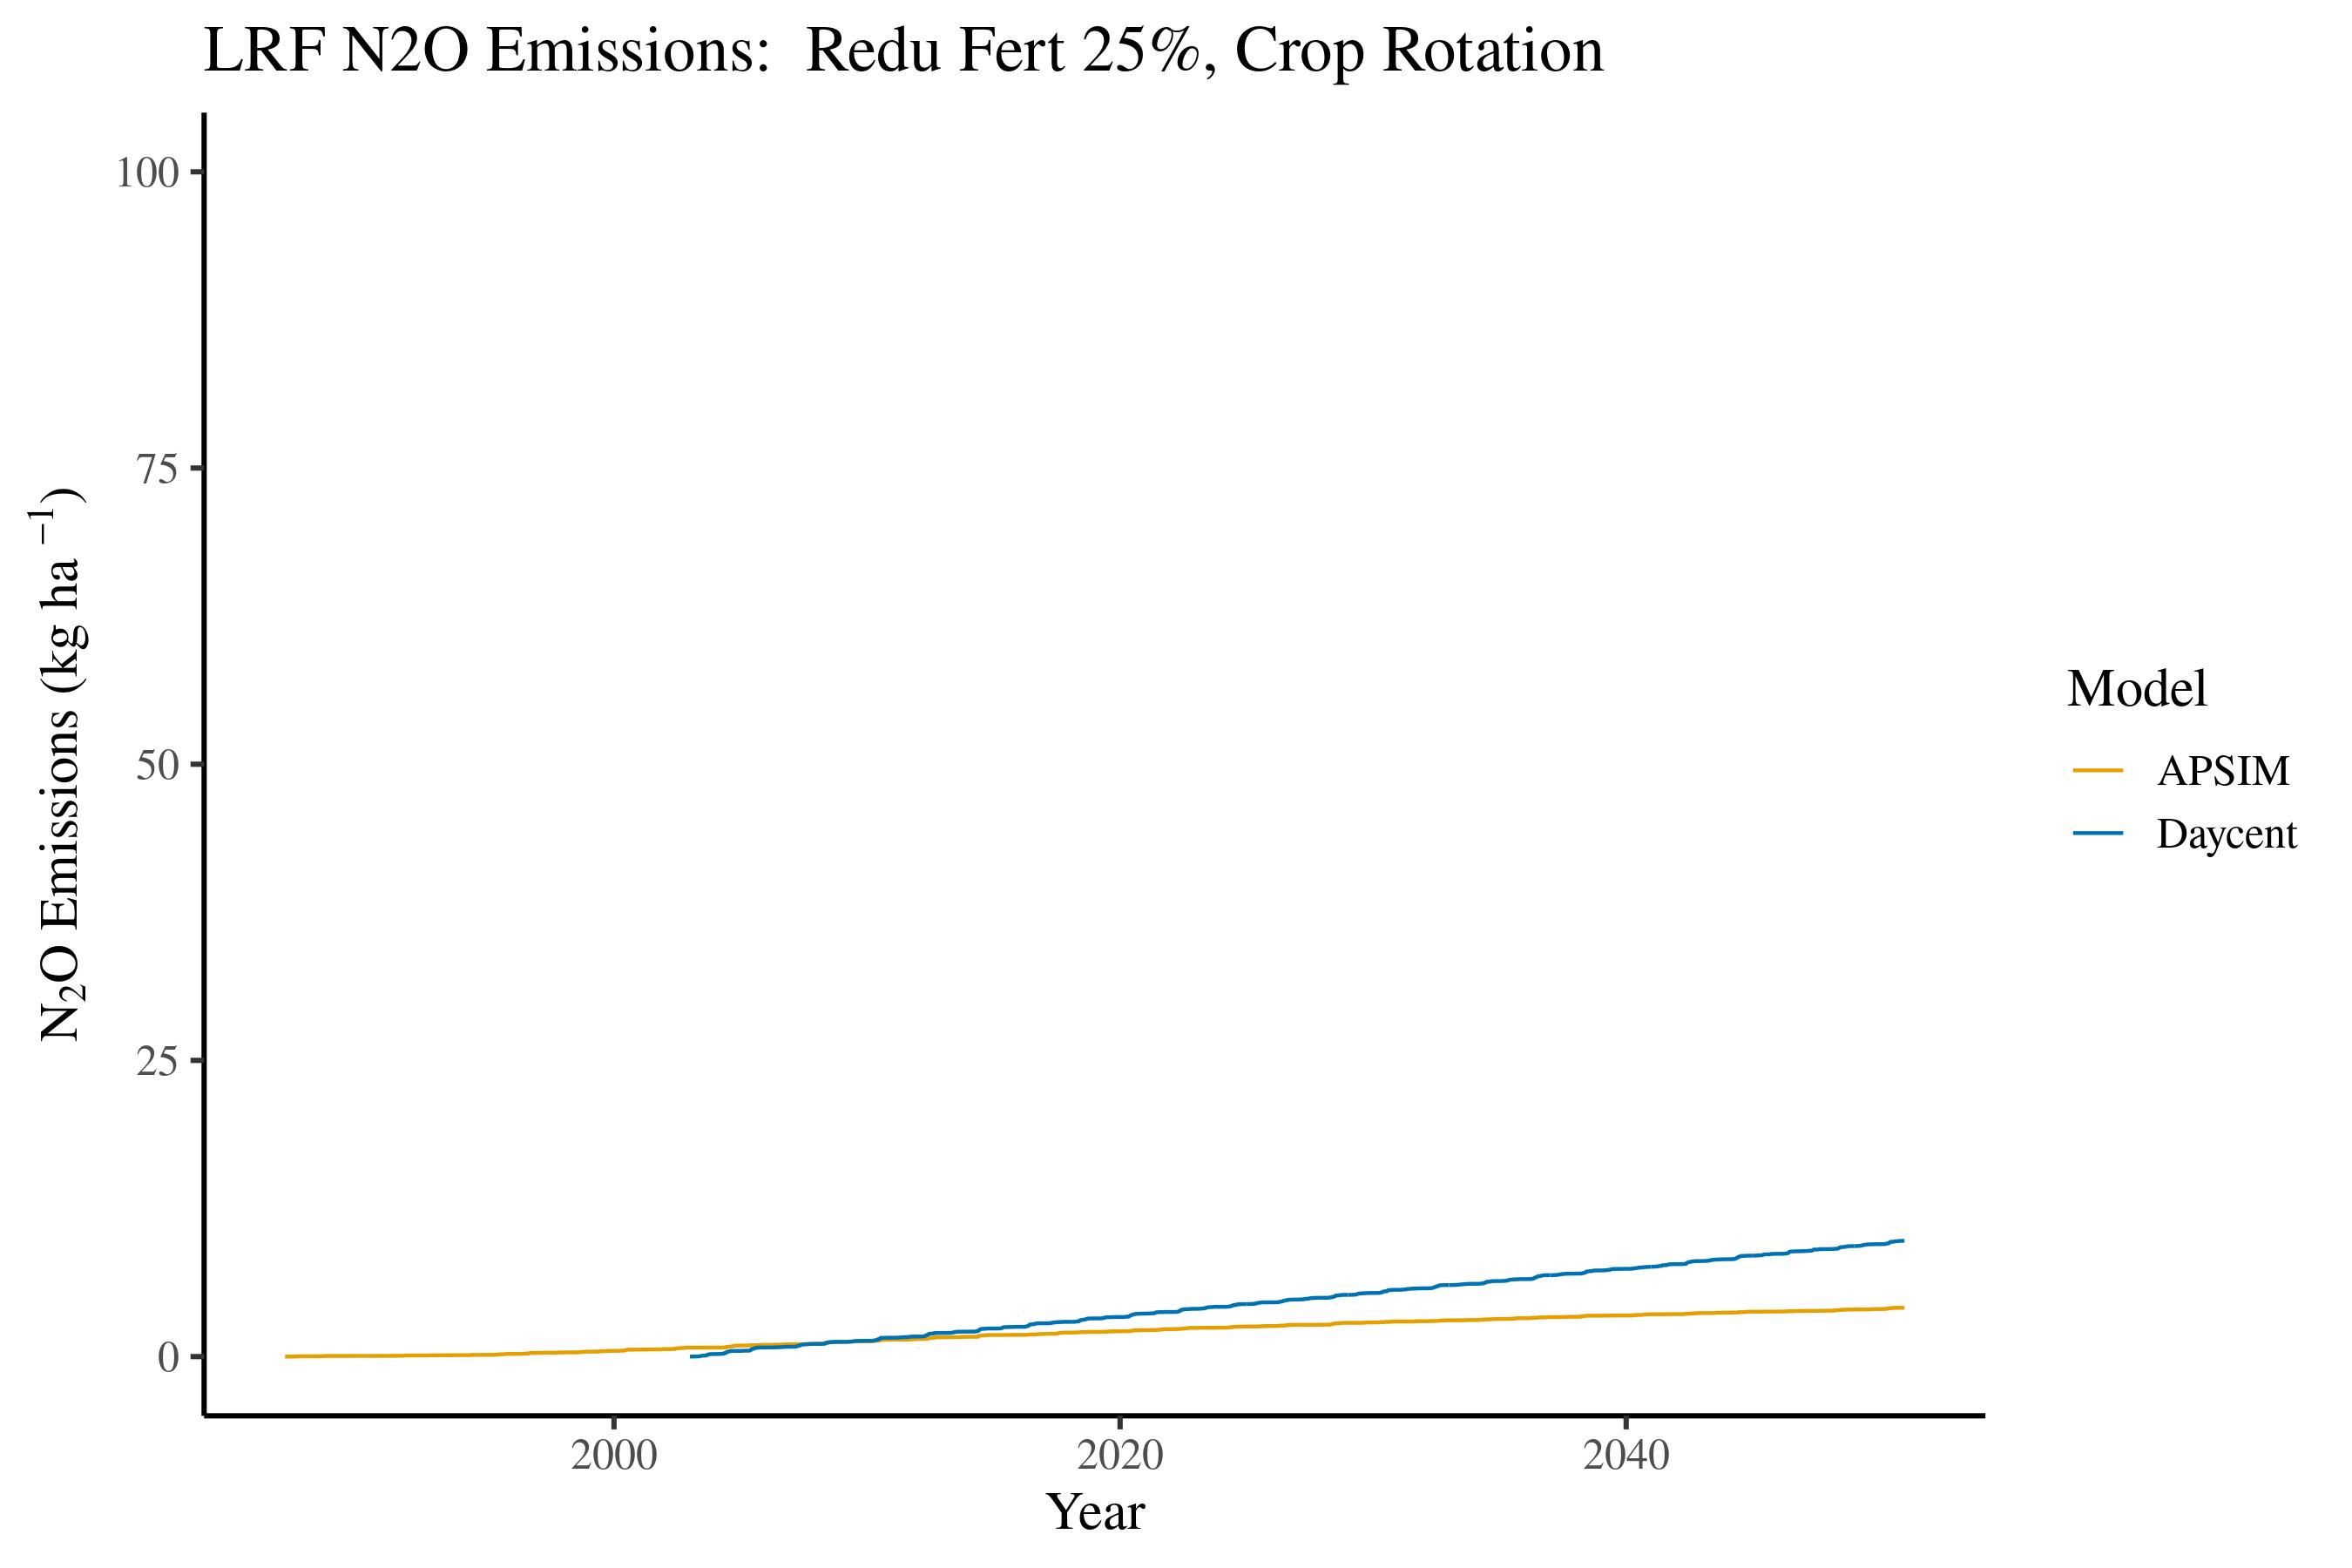 LRF N2O Emissions:  Redu Fert 25%, Crop Rotation
N₂O Emissions (kg ha ⁻¹)
100
75
50
25
0
2000
2020
2040
Year
Model
APSIM
Daycent